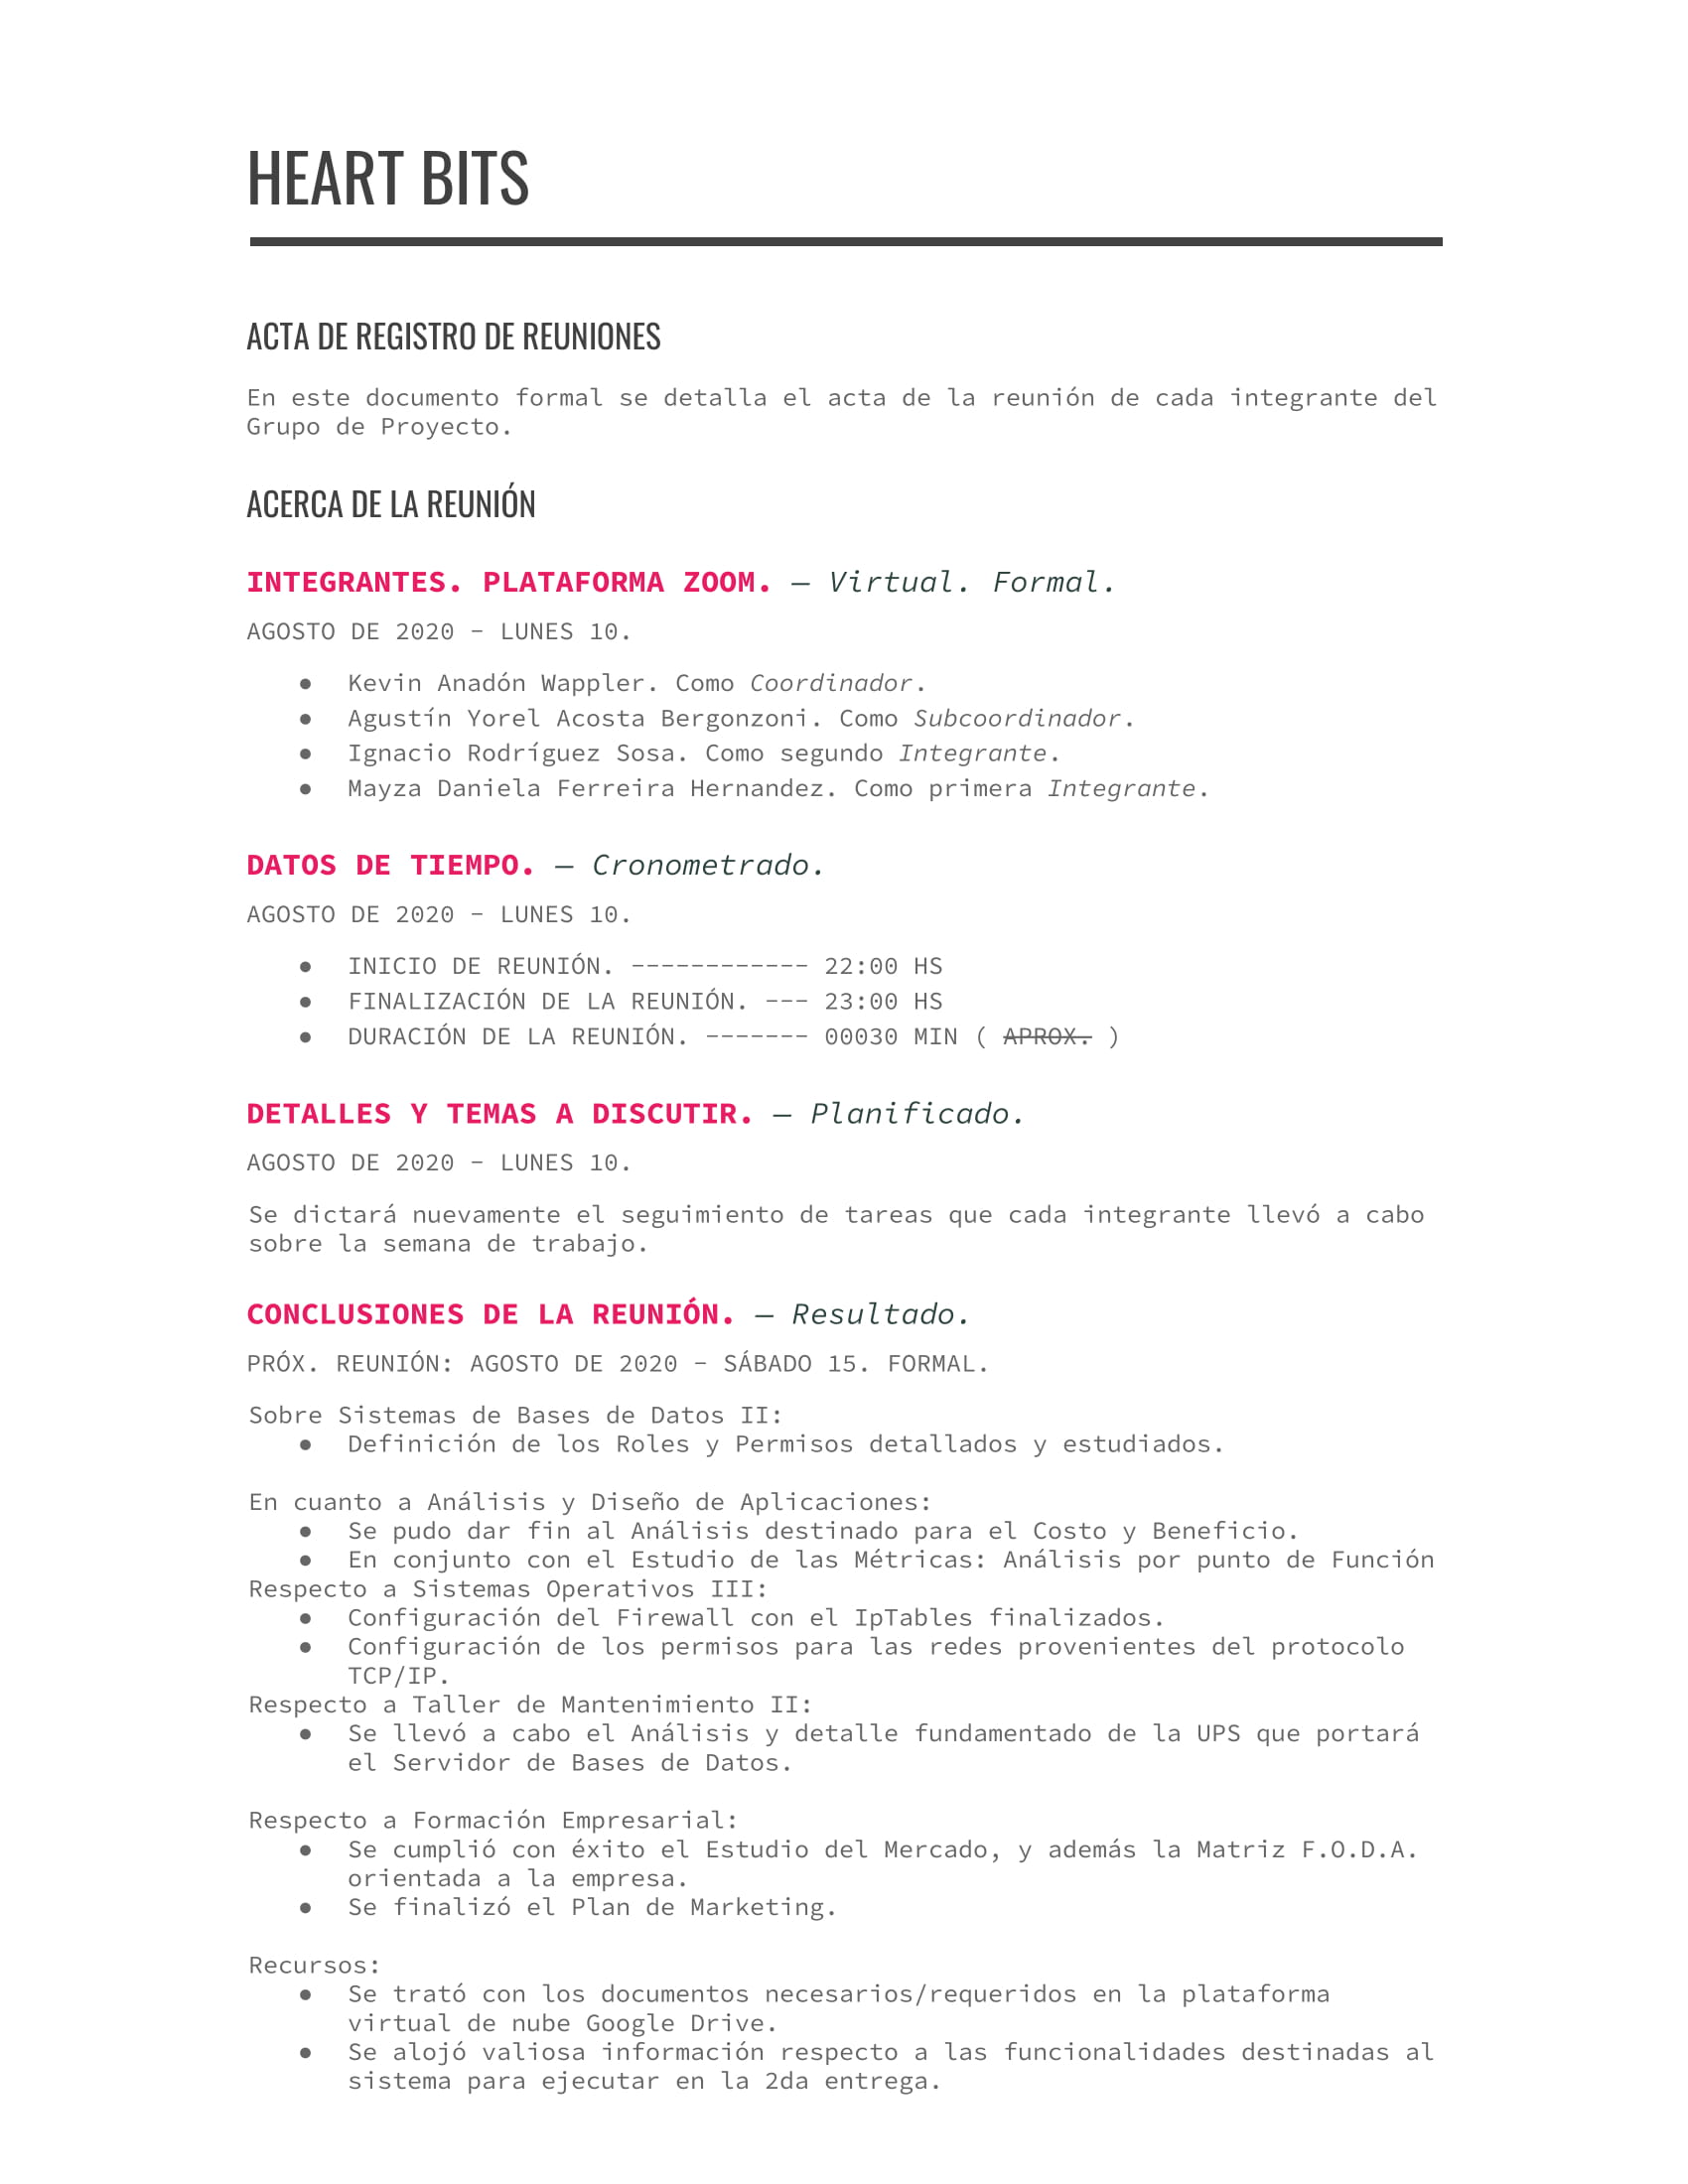 HEART BITS
ACTA DE REGISTRO DE REUNIONES
En este documento formal se detalla el acta de la reunión de cada integrante del
Grupo de Proyecto.
ACERCA DE LA REUNIÓN
INTEGRANTES. PLATAFORMA ZOOM. — Virtual. Formal.
AGOSTO DE 2020 - LUNES 10.
● Kevin Anadón Wappler. Como Coordinador.
● Agustín Yorel Acosta Bergonzoni. Como Subcoordinador.
● Ignacio Rodríguez Sosa. Como segundo Integrante.
● Mayza Daniela Ferreira Hernandez. Como primera Integrante.
DATOS DE TIEMPO. — Cronometrado.
AGOSTO DE 2020 - LUNES 10.
● INICIO DE REUNIÓN. ------------ 22:00 HS
● FINALIZACIÓN DE LA REUNIÓN. --- 23:00 HS
● DURACIÓN DE LA REUNIÓN. ------- 00030 MIN ( APROX. )
DETALLES Y TEMAS A DISCUTIR. — Planificado.
AGOSTO DE 2020 - LUNES 10.
Se dictará nuevamente el seguimiento de tareas que cada integrante llevó a cabo
sobre la semana de trabajo.
CONCLUSIONES DE LA REUNIÓN. — Resultado.
PRÓX. REUNIÓN: AGOSTO DE 2020 - SÁBADO 15. FORMAL.
Sobre Sistemas de Bases de Datos II:
● Definición de los Roles y Permisos detallados y estudiados.
En cuanto a Análisis y Diseño de Aplicaciones:
● Se pudo dar fin al Análisis destinado para el Costo y Beneficio.
● En conjunto con el Estudio de las Métricas: Análisis por punto de Función
Respecto a Sistemas Operativos III:
● Configuración del Firewall con el IpTables finalizados.
● Configuración de los permisos para las redes provenientes del protocolo
TCP/IP.
Respecto a Taller de Mantenimiento II:
● Se llevó a cabo el Análisis y detalle fundamentado de la UPS que portará
el Servidor de Bases de Datos.
Respecto a Formación Empresarial:
● Se cumplió con éxito el Estudio del Mercado, y además la Matriz F.O.D.A.
orientada a la empresa.
● Se finalizó el Plan de Marketing.
Recursos:
● Se trató con los documentos necesarios/requeridos en la plataforma
virtual de nube Google Drive.
● Se alojó valiosa información respecto a las funcionalidades destinadas al
sistema para ejecutar en la 2da entrega.